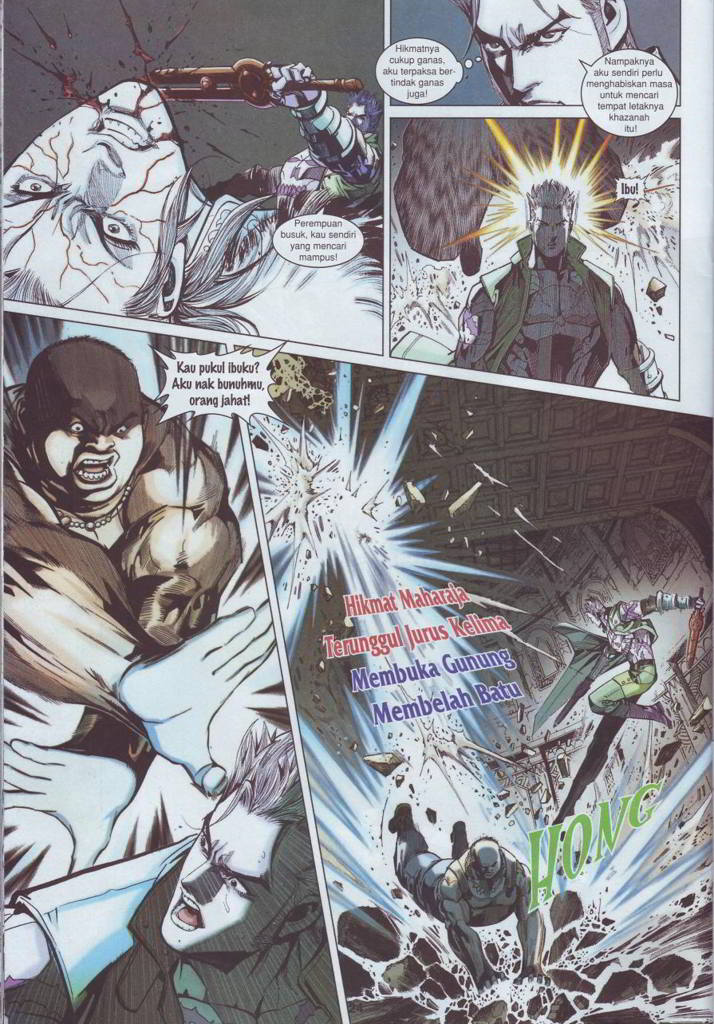 Perempuan
busuk, kau sendiri
yang mencari
mampus!
Hikmatnya
cukup ganas,
aku terpaksa ber-
tindak ganas
juga!
Nampaknya
aku sendiri perlu
menghabiskan masa
untuk mencari
tempat letaknya
khazanah
itu!
Ibu!
Kau pukul ibuku?
Aku nak bunuhmu,
orang jahat!
Hikmat Maharaja
Terunggul Jurus Kelima
Membuka Gunung
Membelah Batu
HONG